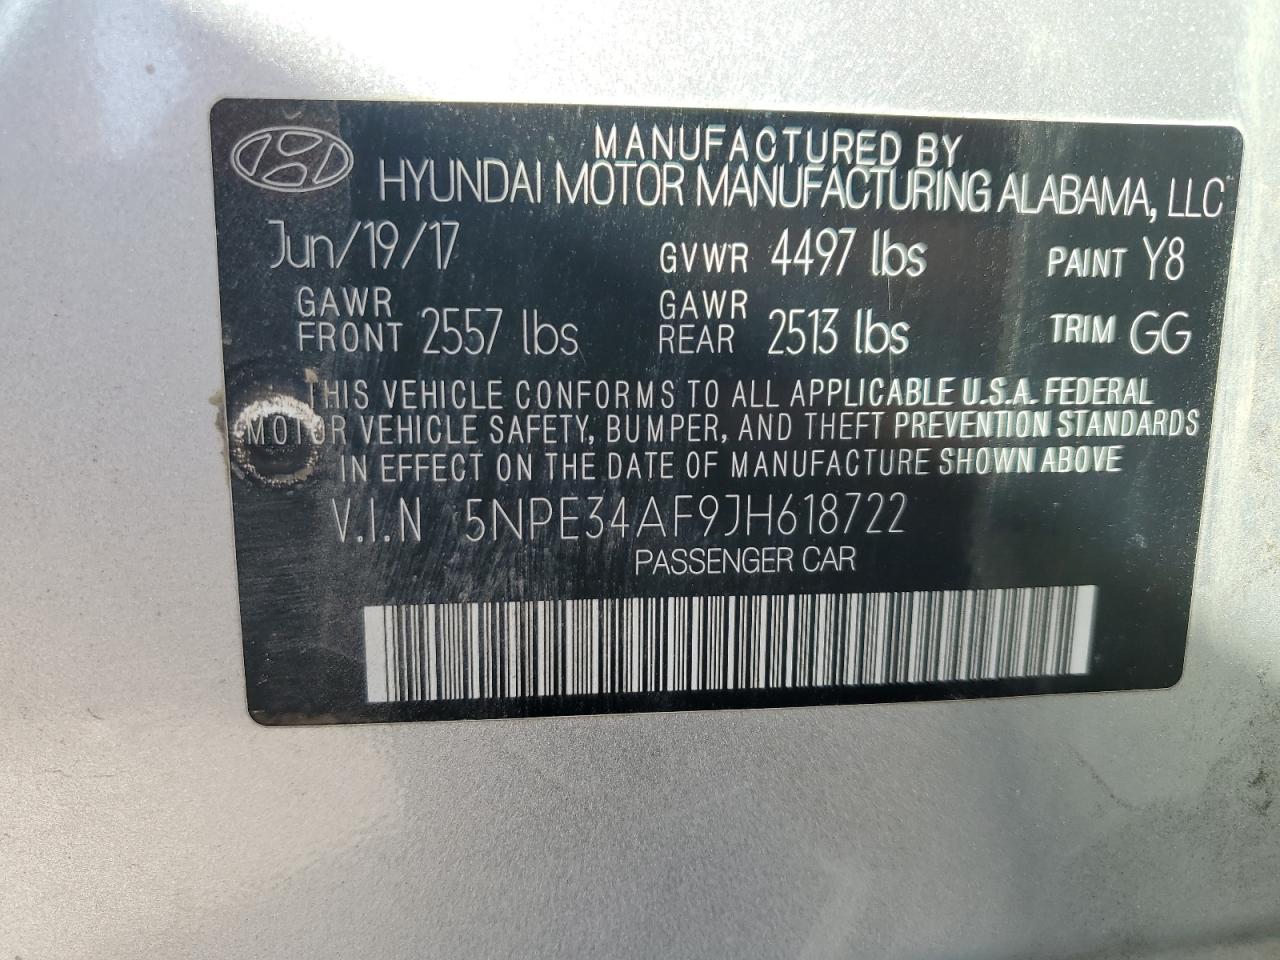 MANUFACTURED BY
HYUNDAI MOTOR MANUFACTURING ALABAMA, LLC
Jun/19/17 GVWR 4497 lbs PAINT Y8
GAWR FRONT 2557 lbs GAWR REAR 2513 lbs TRIM GG
THIS VEHICLE CONFORMS TO ALL APPLICABLE U.S.A. FEDERAL
MOTOR VEHICLE SAFETY, BUMPER, AND THEFT PREVENTION STANDARDS
IN EFFECT ON THE DATE OF MANUFACTURE SHOWN ABOVE
V.I.N 5NPE34AF9JH618722
PASSENGER CAR